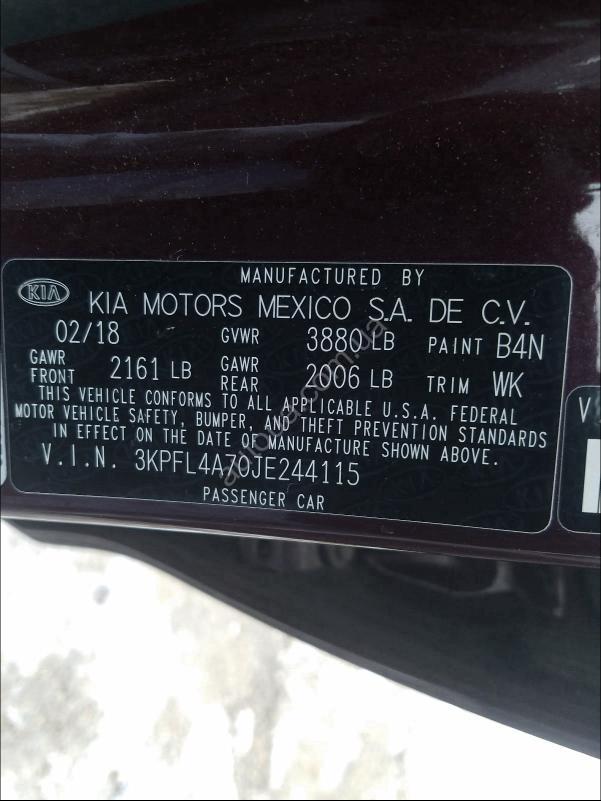 MANUFACTURED BY
KIA KIA MOTORS MEXICO S.A. DE C.V.
02/18 GVWR 3880 LB PAINT B4N
GAWR FRONT 2161 LB GAWR REAR 2006 LB TRIM WK
THIS VEHICLE CONFORMS TO ALL APPLICABLE U.S.A. FEDERAL
MOTOR VEHICLE SAFETY, BUMPER, AND THEFT PREVENTION STANDARDS
IN EFFECT ON THE DATE OF MANUFACTURE SHOWN ABOVE.
V.I.N. 3KPFL4A70JE244115
PASSENGER CAR
V